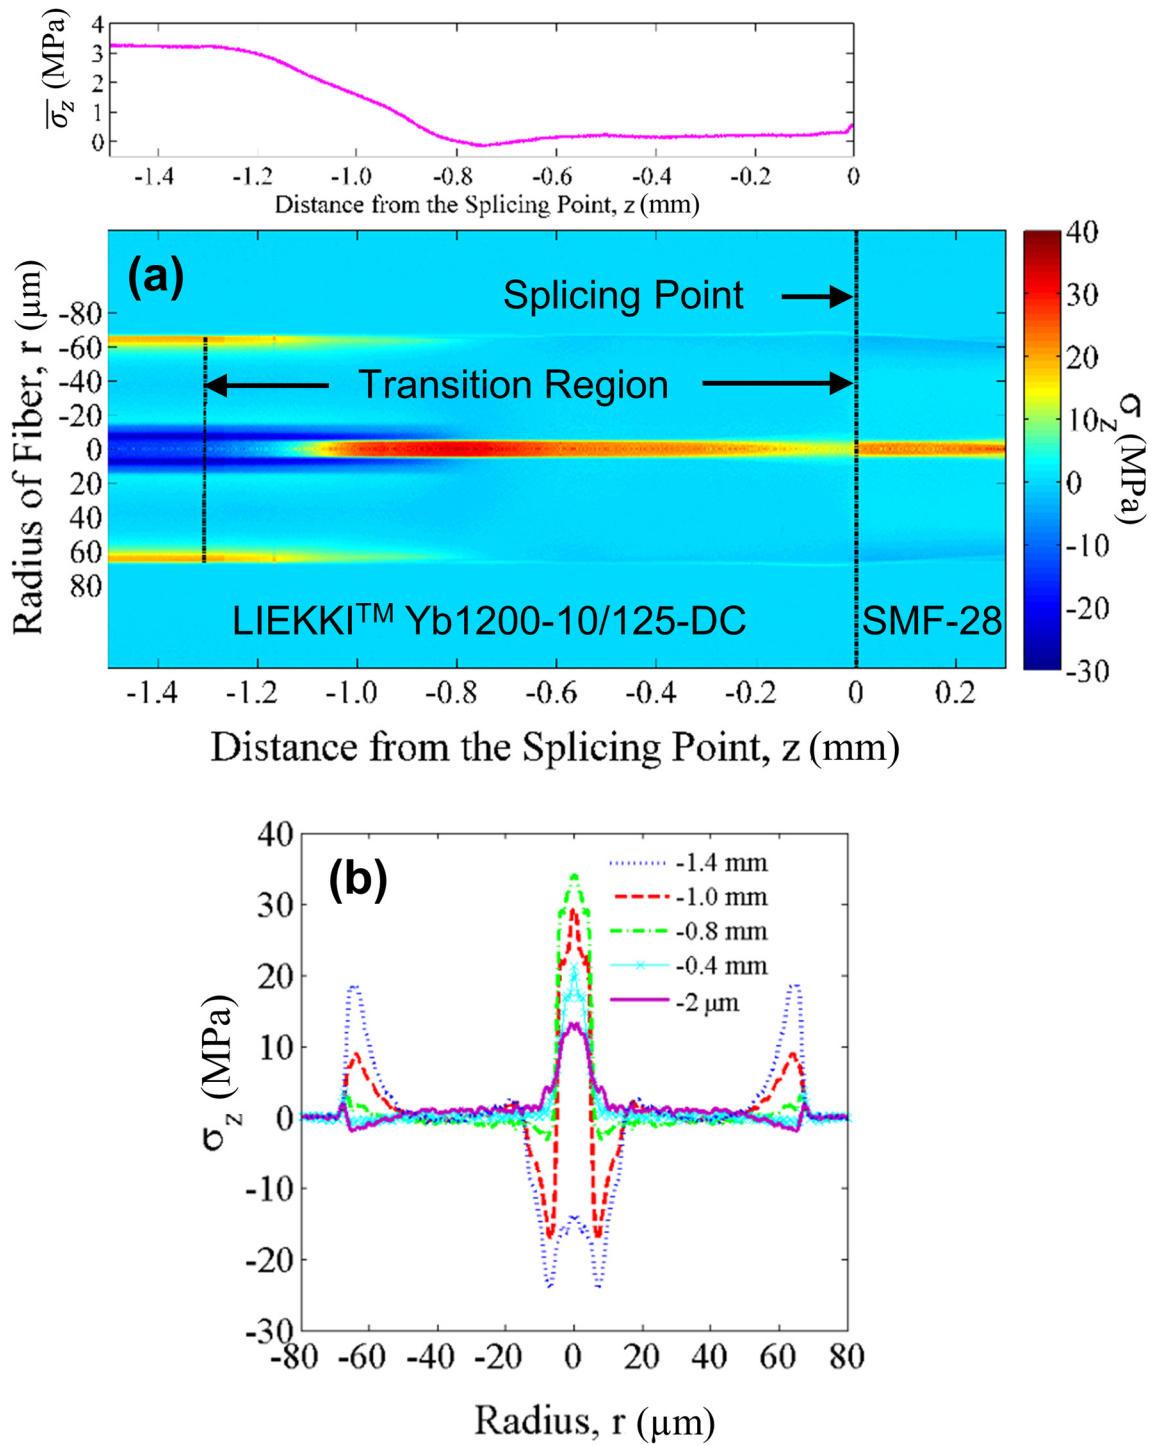 4
3
2
1
0
σ̅z (MPa)
-1.4 -1.2 -1.0 -0.8 -0.6 -0.4 -0.2 0
Distance from the Splicing Point, z (mm)
(a)
Splicing Point
Transition Region
LIEKKI™ Yb1200-10/125-DC
SMF-28
Radius of Fiber, r (μm)
-80
-60
-40
-20
0
20
40
60
80
40
30
20
10
0
-10
-20
-30
σz (MPa)
-1.4 -1.2 -1.0 -0.8 -0.6 -0.4 -0.2 0 0.2
Distance from the Splicing Point, z (mm)
(b)
-1.4 mm
-1.0 mm
-0.8 mm
-0.4 mm
-2 μm
40
30
20
10
0
-10
-20
-30
σz (MPa)
-80 -60 -40 -20 0 20 40 60 80
Radius, r (μm)